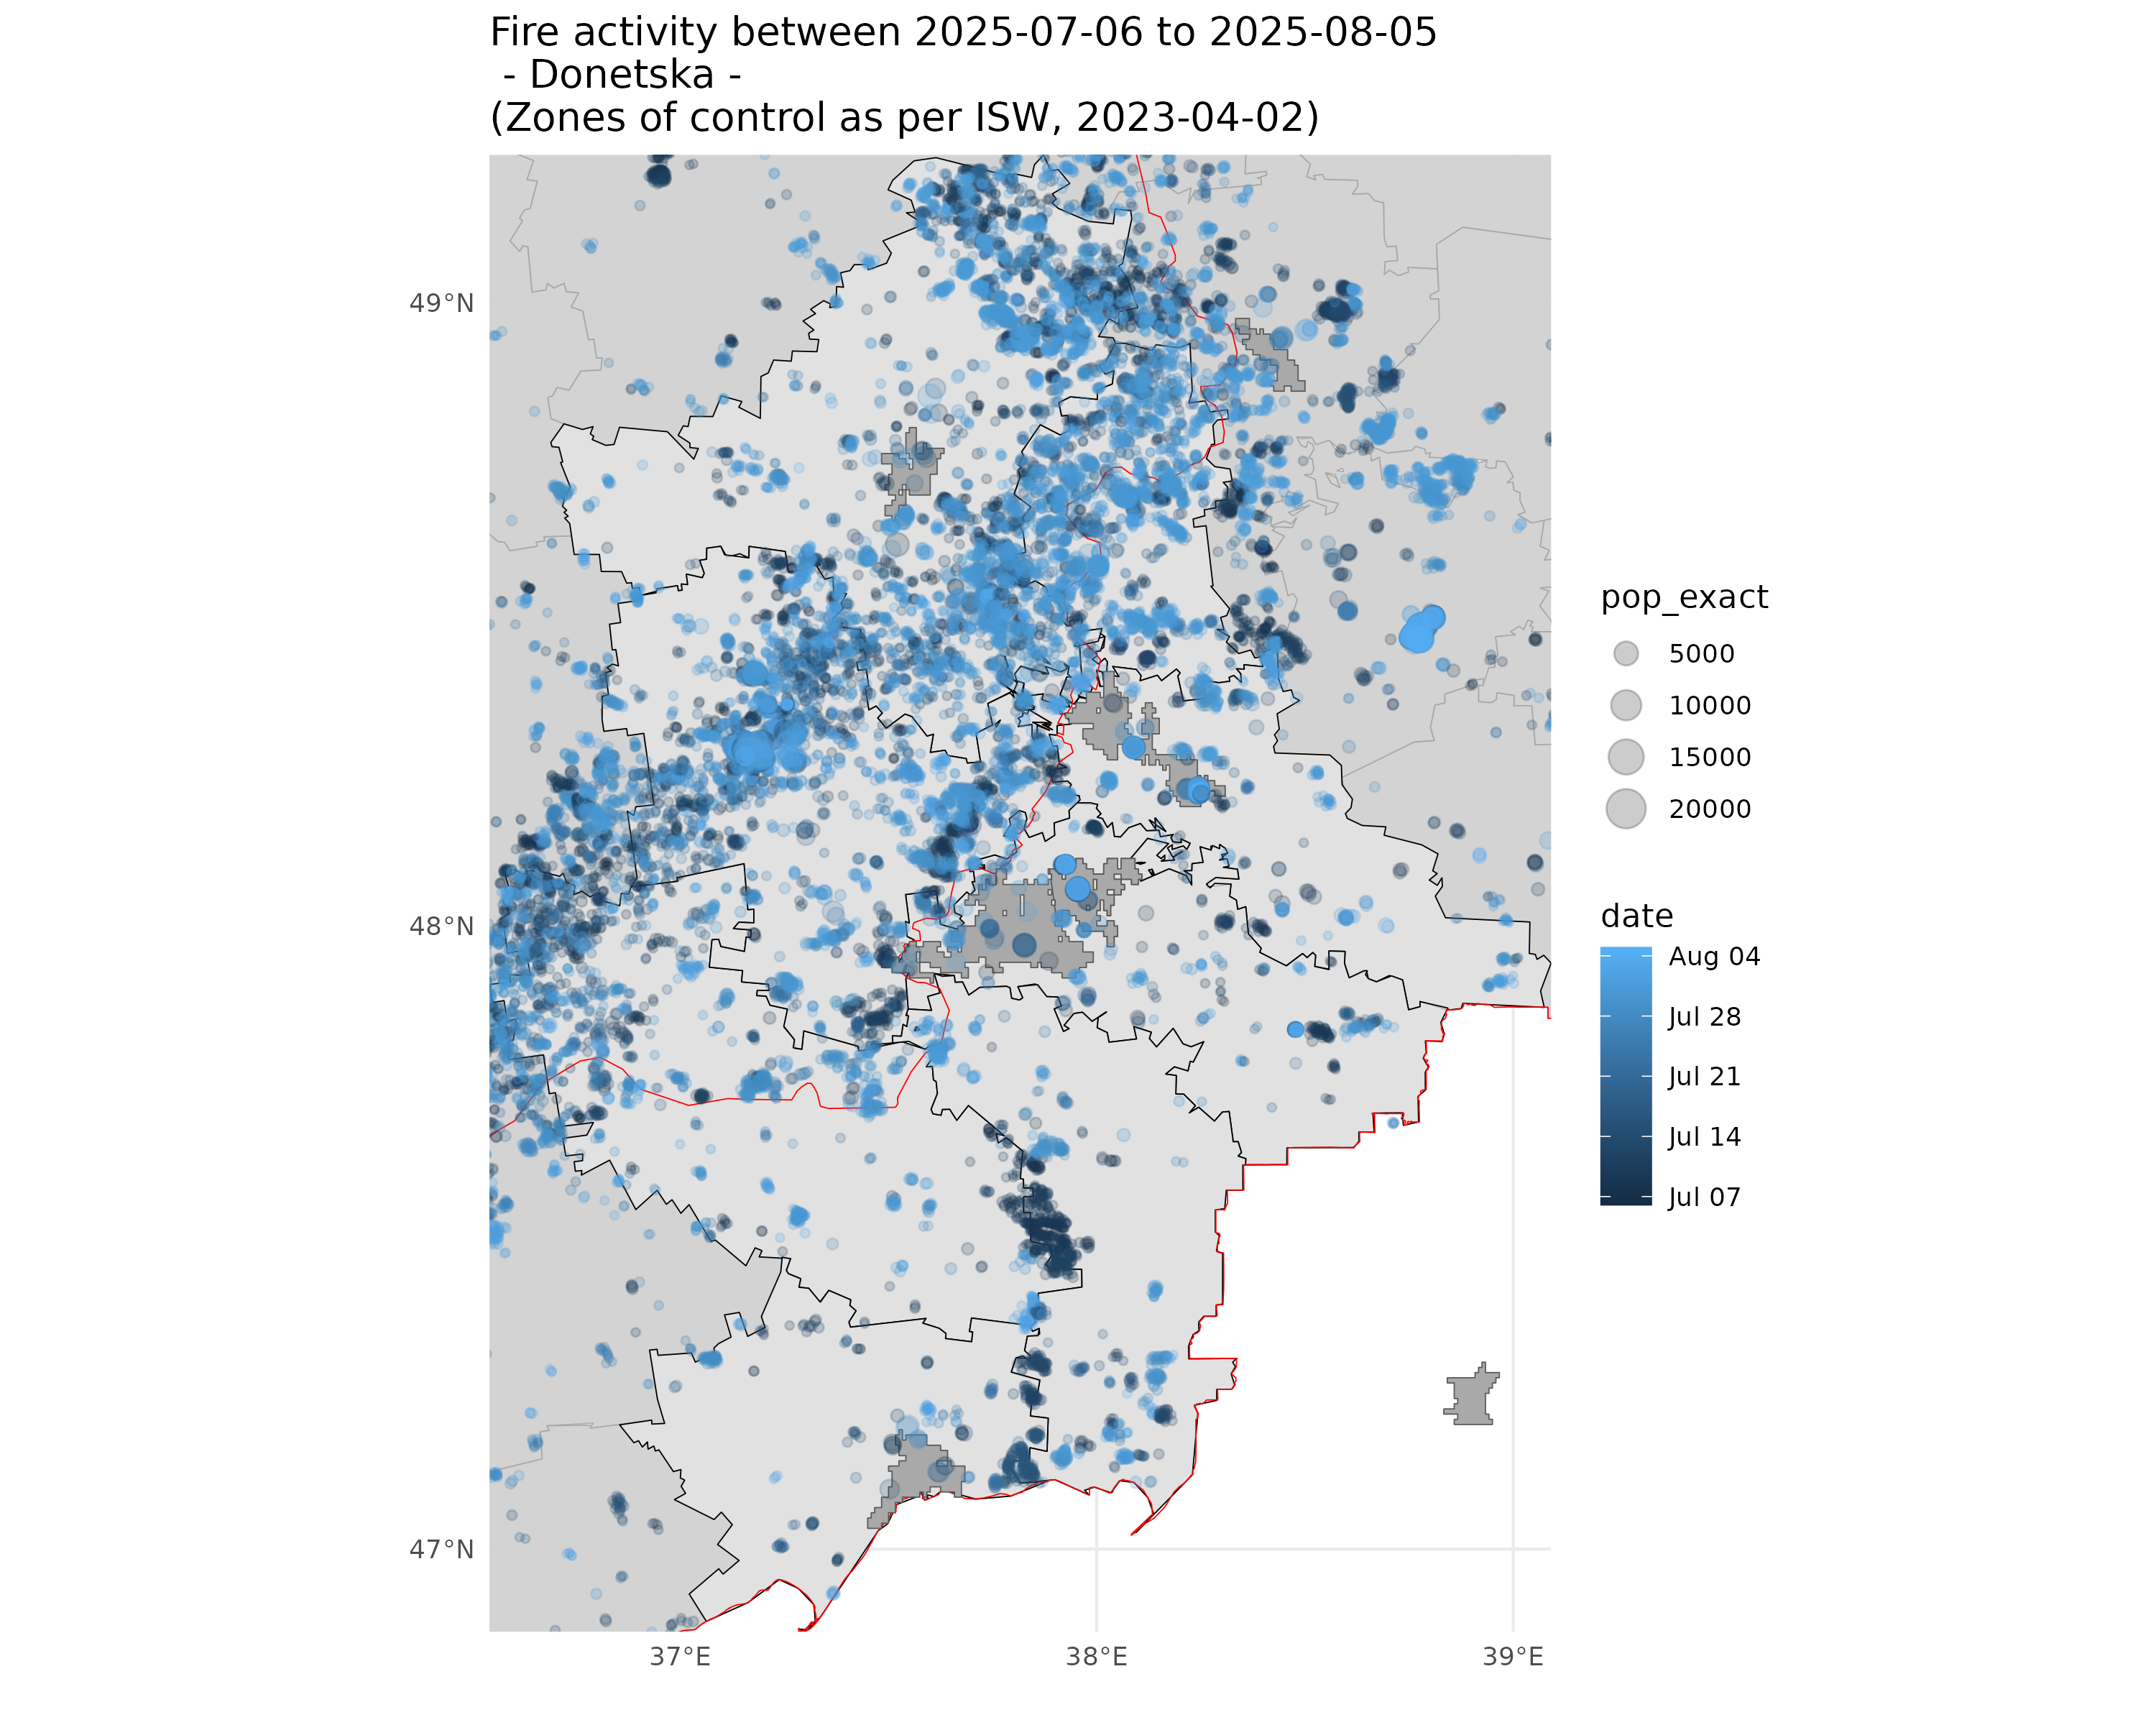 Fire activity between 2025-07-06 to 2025-08-05
- Donetska -
(Zones of control as per ISW, 2023-04-02)
49°N
48°N
47°N
37°E
38°E
39°E
pop_exact
5000
10000
15000
20000
date
Aug 04
Jul 28
Jul 21
Jul 14
Jul 07